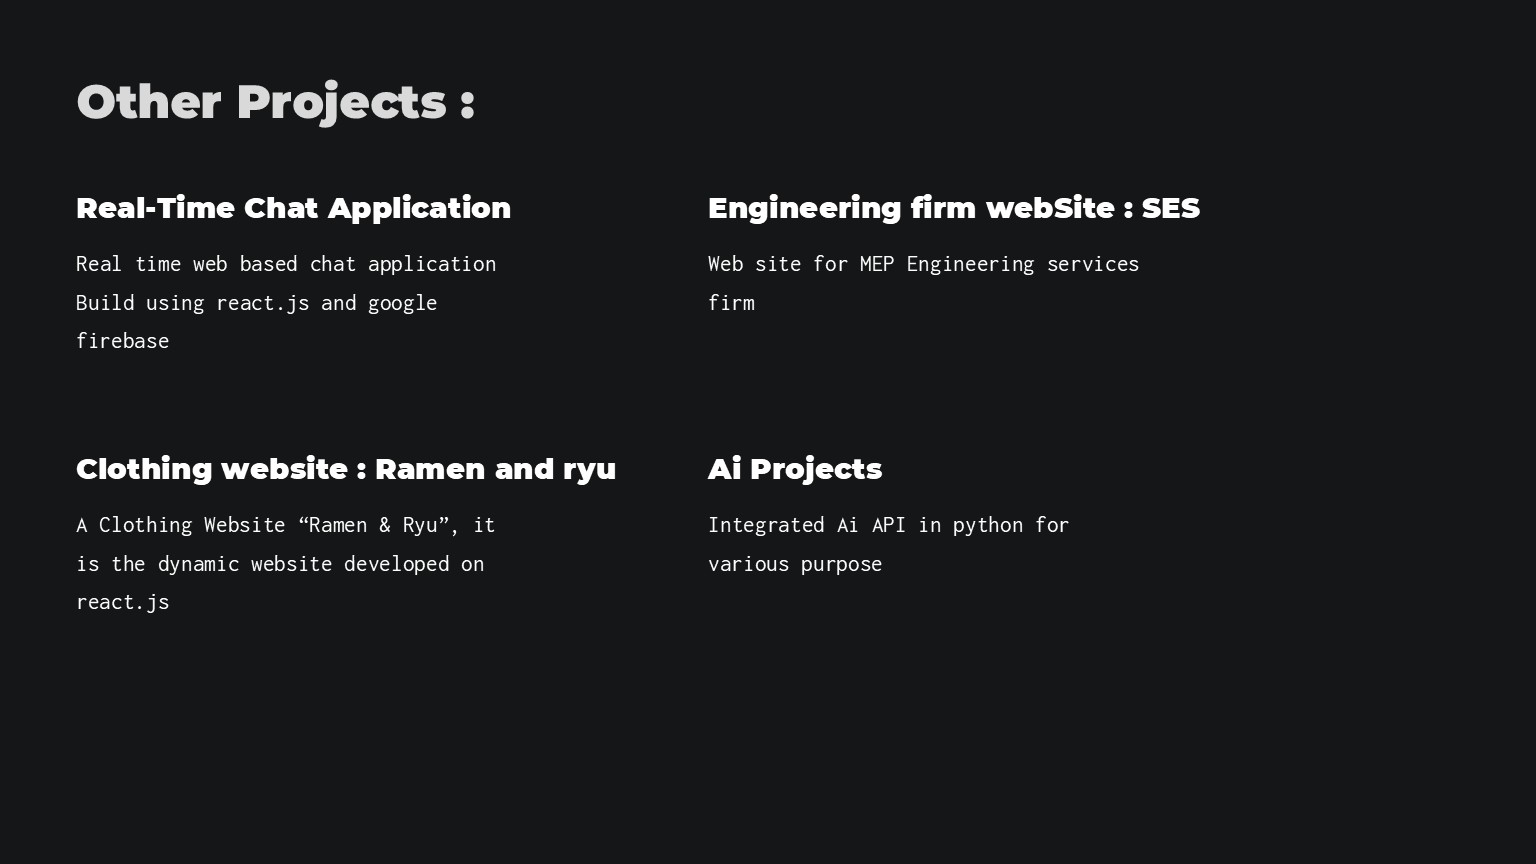 Other Projects :
Real-Time Chat Application
Real time web based chat application
Build using react.js and google
firebase
Engineering firm webSite : SES
Web site for MEP Engineering services
firm
Clothing website : Ramen and ryu
A Clothing Website “Ramen & Ryu”, it
is the dynamic website developed on
react.js
Ai Projects
Integrated Ai API in python for
various purpose